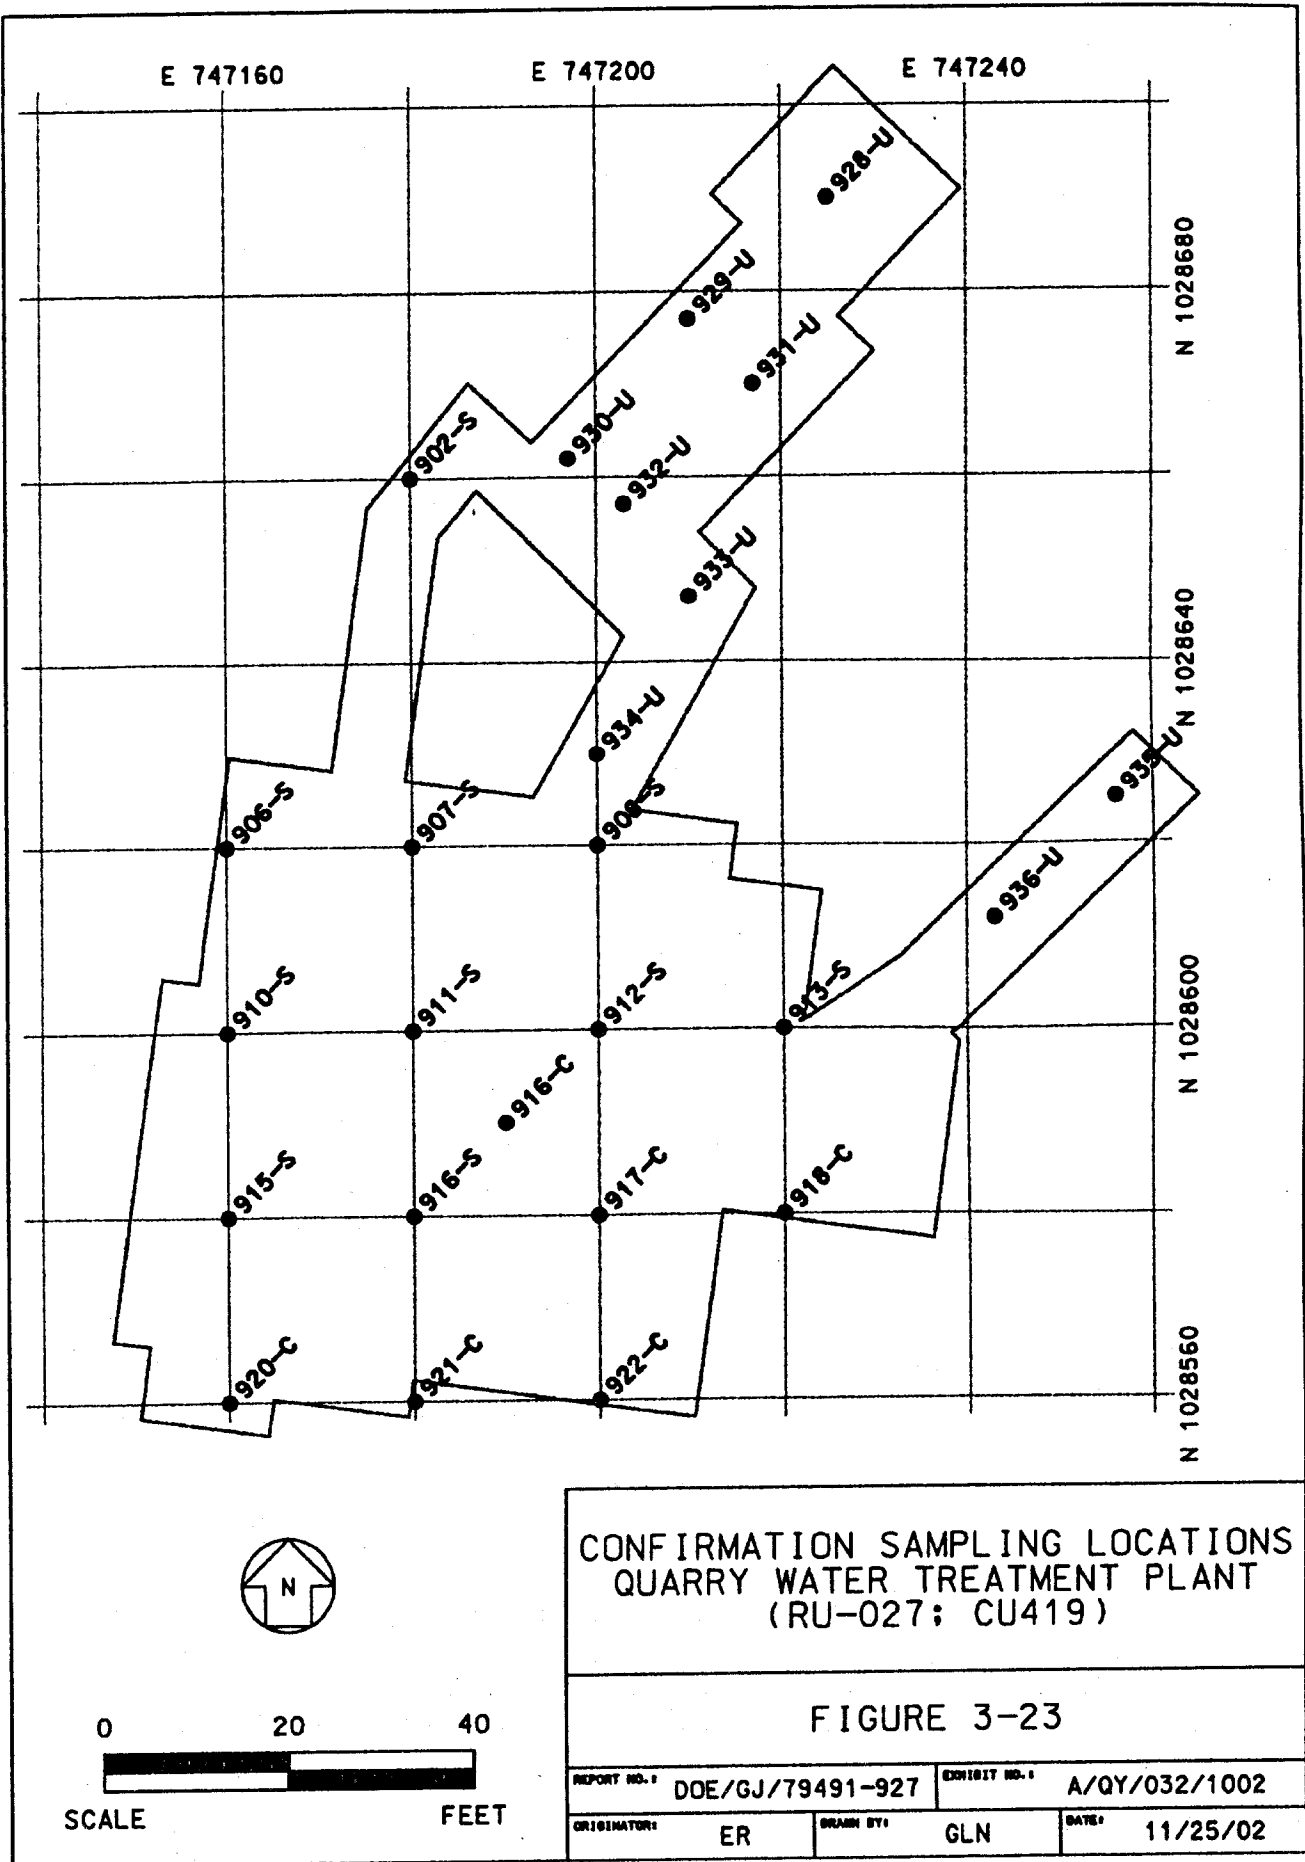 E 747160 E 747200 E 747240
928-U
N 1028680
929-U
931-U
902-S
930-U
932-U
933-U
N 1028640
934-U
935-U
906-S 907-S 908-S
936-U
910-S 911-S 912-S 913-S
N 1028600
916-C
915-S 916-S 917-C 918-C
920-C 921-C 922-C
N 1028560
N
0 20 40
SCALE FEET
CONFIRMATION SAMPLING LOCATIONS
QUARRY WATER TREATMENT PLANT
(RU-027; CU419)
FIGURE 3-23
REPORT NO.: DOE/GJ/79491-927 EXHIBIT NO.: A/QY/032/1002
ORIGINATOR: ER DRAWN BY: GLN DATE: 11/25/02